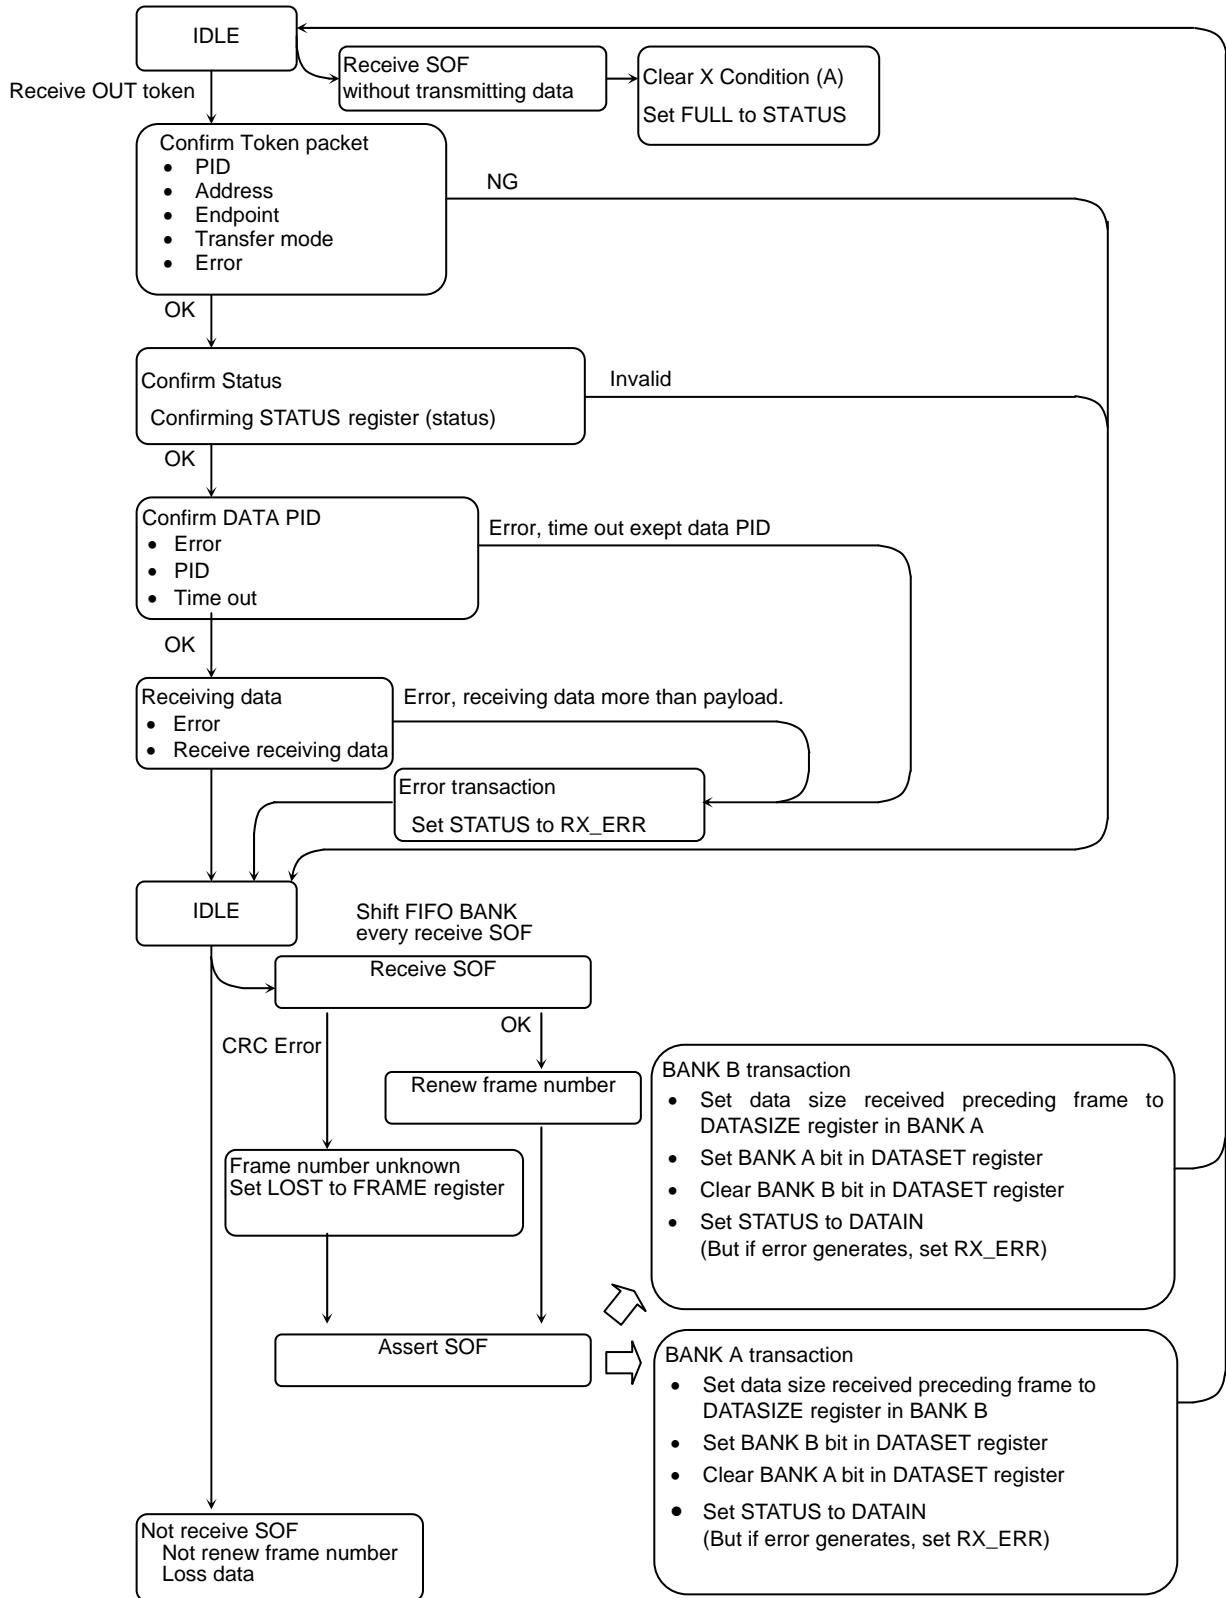 IDLE
Receive OUT token
Receive SOF
without transmitting data
Clear X Condition (A)
Set FULL to STATUS
Confirm Token packet
• PID
• Address
• Endpoint
• Transfer mode
• Error
NG
OK
Confirm Status
Confirming STATUS register (status)
Invalid
OK
Confirm DATA PID
• Error
• PID
• Time out
Error, time out exept data PID
OK
Receiving data
• Error
• Receive receiving data
Error, receiving data more than payload.
Error transaction
Set STATUS to RX_ERR
IDLE
Shift FIFO BANK
every receive SOF
Receive SOF
CRC Error
OK
Renew frame number
Frame number unknown
Set LOST to FRAME register
Assert SOF
BANK B transaction
• Set data size received preceding frame to
DATASIZE register in BANK A
• Set BANK A bit in DATASET register
• Clear BANK B bit in DATASET register
• Set STATUS to DATAIN
(But if error generates, set RX_ERR)
BANK A transaction
• Set data size received preceding frame to
DATASIZE register in BANK B
• Set BANK B bit in DATASET register
• Clear BANK A bit in DATASET register
• Set STATUS to DATAIN
(But if error generates, set RX_ERR)
Not receive SOF
Not renew frame number
Loss data